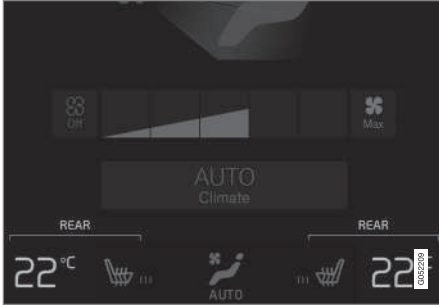 Off
Max
AUTO
Climate
REAR
REAR
22°C
AUTO
22
G052209